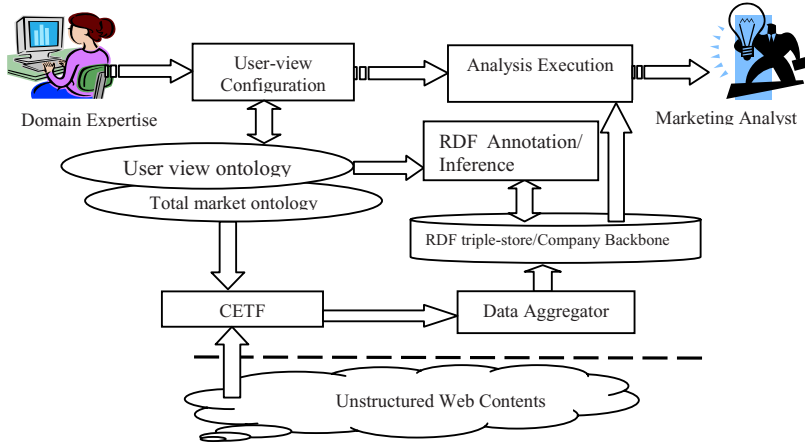 User-view
Configuration
Analysis Execution
Domain Expertise
Marketing Analyst
User view ontology
RDF Annotation/
Inference
Total market ontology
RDF triple-store/Company Backbone
CETF
Data Aggregator
Unstructured Web Contents